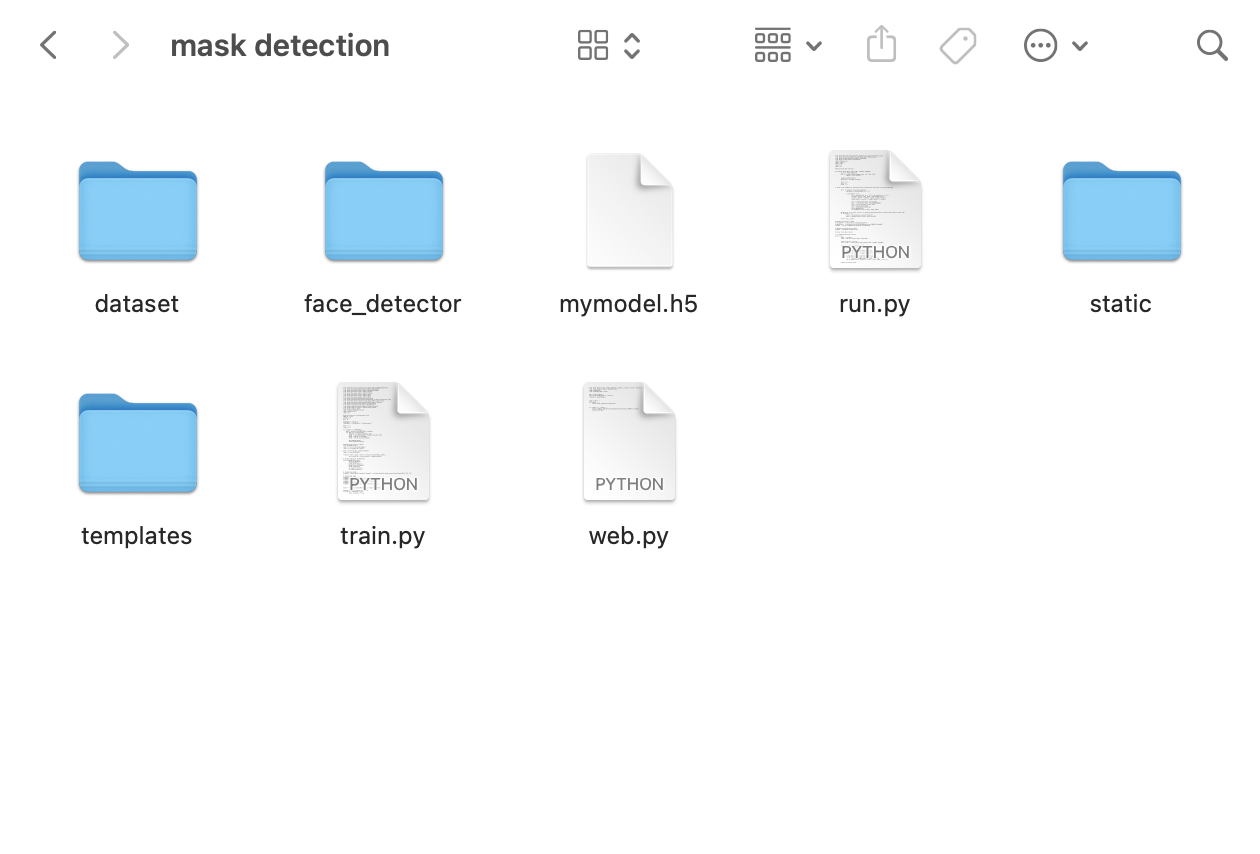 mask detection
dataset
face_detector
mymodel.h5
PYTHON
run.py
static
templates
PYTHON
train.py
PYTHON
web.py